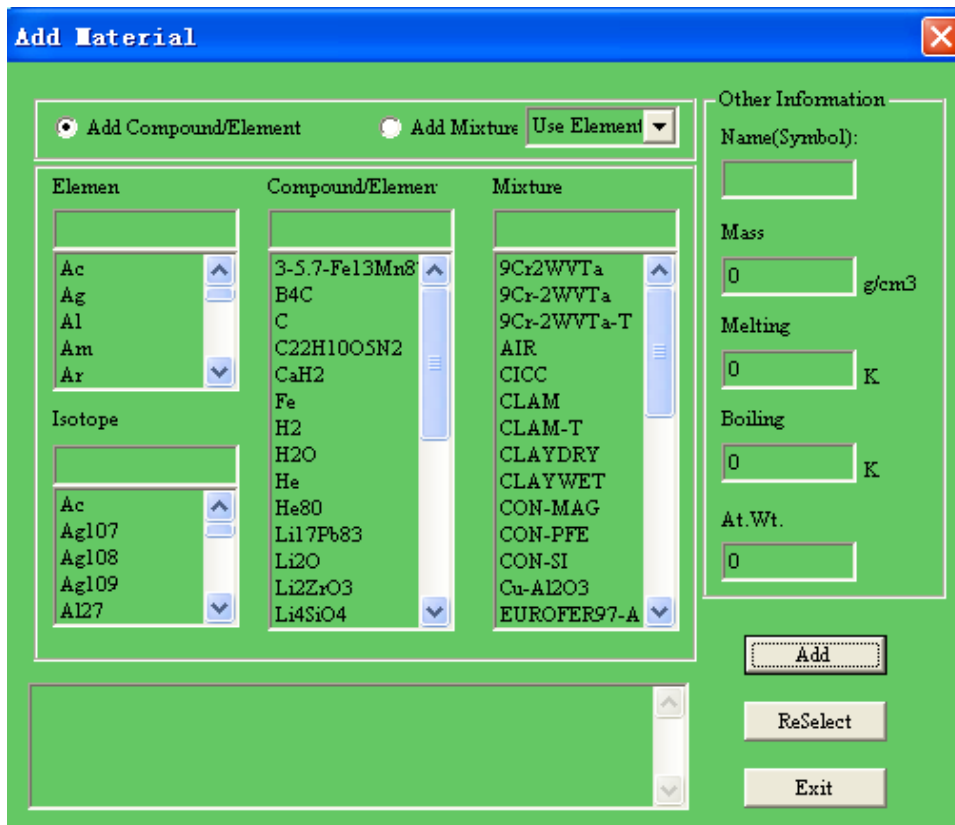 Add Material
Add Compound/Element
Add Mixture
Use Element
Elemen
Ac
Ag
Al
Am
Ar
Isotope
Ac
Ag107
Ag108
Ag109
Al27
Compound/Elemen
3-5.7-Fe13Mn8
B4C
C
C22H10O5N2
CaH2
Fe
H2
H2O
He
He80
Li17Pb83
Li2O
Li2ZrO3
Li4SiO4
Mixture
9Cr2WVTa
9Cr-2WVTa
9Cr-2WVTa-T
AIR
CICC
CLAM
CLAM-T
CLAYDRY
CLAYWET
CON-MAG
CON-PFE
CON-SI
Cu-Al2O3
EUROFER97-A
Other Information
Name(Symbol):
Mass
0 g/cm3
Melting
0 K
Boiling
0 K
At.Wt.
0
Add
ReSelect
Exit